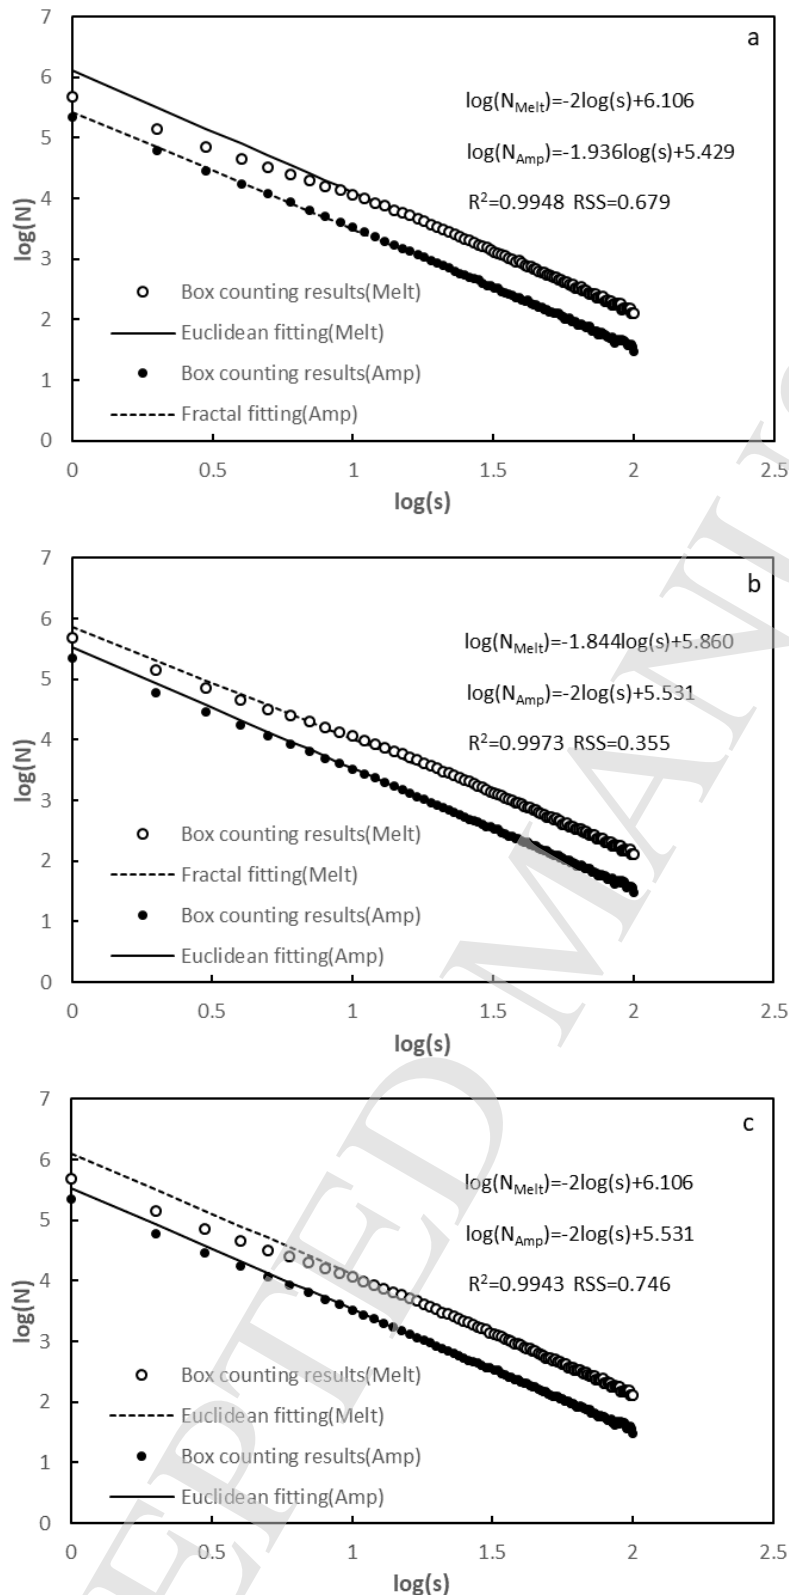 7
a
6
log(N_Melt)=-2log(s)+6.106
5
log(N_Amp)=-1.936log(s)+5.429
4
R²=0.9948 RSS=0.679
log(N)
3
Box counting results(Melt)
2
Euclidean fitting(Melt)
Box counting results(Amp)
1
Fractal fitting(Amp)
0
0 0.5 1 1.5 2 2.5
log(s)
7
b
6
log(N_Melt)=-1.844log(s)+5.860
5
log(N_Amp)=-2log(s)+5.531
4
R²=0.9973 RSS=0.355
log(N)
3
Box counting results(Melt)
2
Fractal fitting(Melt)
Box counting results(Amp)
1
Euclidean fitting(Amp)
0
0 0.5 1 1.5 2 2.5
log(s)
7
c
6
log(N_Melt)=-2log(s)+6.106
5
log(N_Amp)=-2log(s)+5.531
4
R²=0.9943 RSS=0.746
log(N)
3
Box counting results(Melt)
2
Euclidean fitting(Melt)
Box counting results(Amp)
1
Euclidean fitting(Amp)
0
0 0.5 1 1.5 2 2.5
log(s)